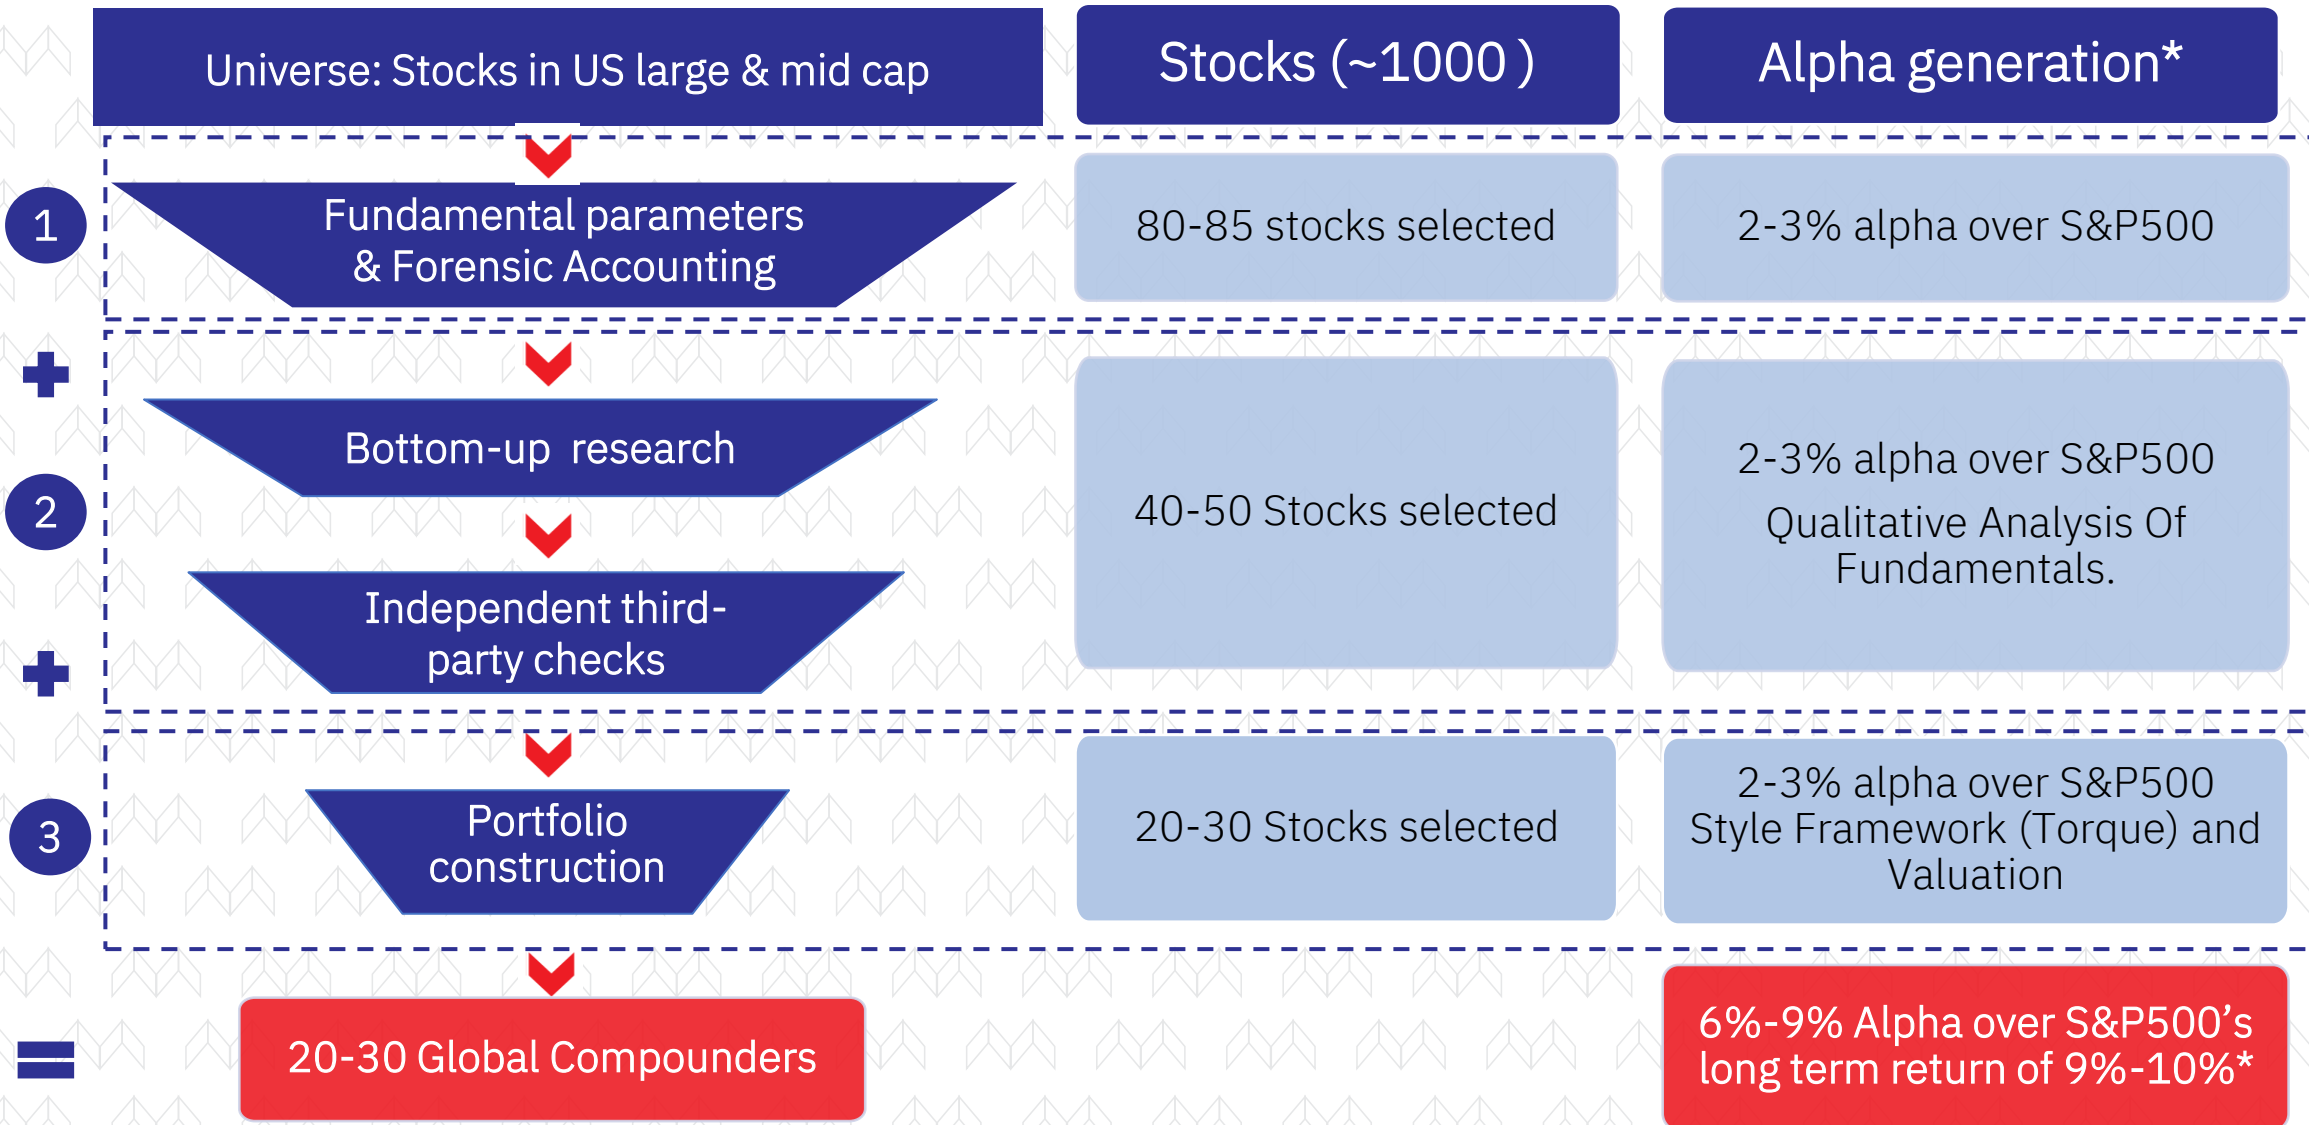 Universe: Stocks in US large & mid cap
Stocks (~1000 )
Alpha generation*
1
Fundamental parameters
& Forensic Accounting
80-85 stocks selected
2-3% alpha over S&P500
2
Bottom-up research
Independent third-
party checks
40-50 Stocks selected
2-3% alpha over S&P500
Qualitative Analysis Of
Fundamentals.
3
Portfolio
construction
20-30 Stocks selected
2-3% alpha over S&P500
Style Framework (Torque) and
Valuation
20-30 Global Compounders
6%-9% Alpha over S&P500’s
long term return of 9%-10%*